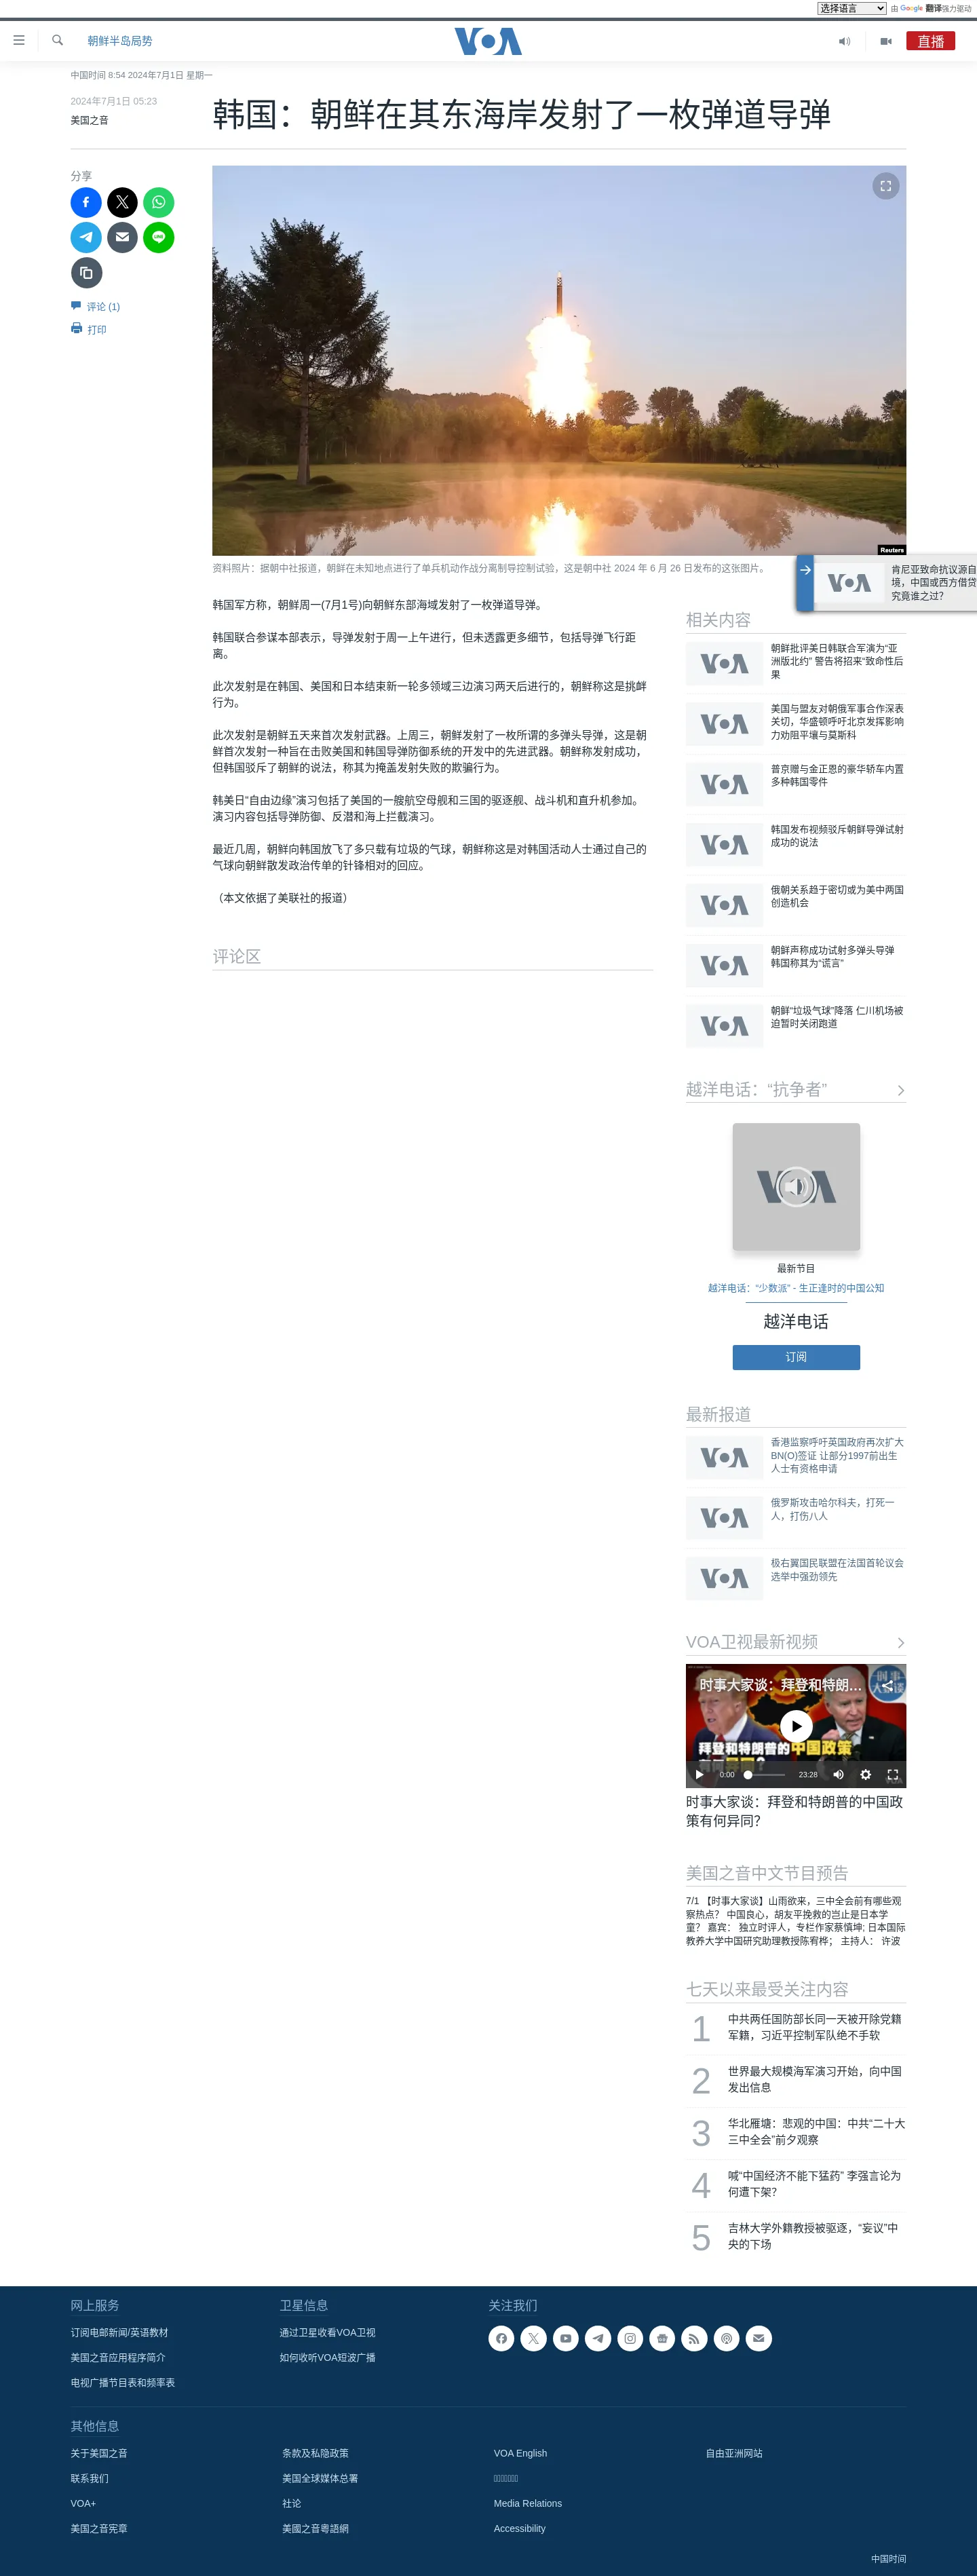 选择语言 由 Google 翻译强力驱动
朝鲜半岛局势
VOA
直播
中国时间 8:54 2024年7月1日 星期一
2024年7月1日 05:23
美国之音
韩国：朝鲜在其东海岸发射了一枚弹道导弹
分享
评论 (1)
打印
Reuters
资料照片：据朝中社报道，朝鲜在未知地点进行了单兵机动作战分离制导控制试验，这是朝中社 2024 年 6 月 26 日发布的这张图片。
肯尼亚致命抗议源自
境，中国或西方借贷
究竟谁之过？
韩国军方称，朝鲜周一(7月1号)向朝鲜东部海域发射了一枚弹道导弹。
韩国联合参谋本部表示，导弹发射于周一上午进行，但未透露更多细节，包括导弹飞行距
离。
此次发射是在韩国、美国和日本结束新一轮多领域三边演习两天后进行的，朝鲜称这是挑衅
行为。
此次发射是朝鲜五天来首次发射武器。上周三，朝鲜发射了一枚所谓的多弹头导弹，这是朝
鲜首次发射一种旨在击败美国和韩国导弹防御系统的开发中的先进武器。朝鲜称发射成功，
但韩国驳斥了朝鲜的说法，称其为掩盖发射失败的欺骗行为。
韩美日“自由边缘”演习包括了美国的一艘航空母舰和三国的驱逐舰、战斗机和直升机参加。
演习内容包括导弹防御、反潜和海上拦截演习。
最近几周，朝鲜向韩国放飞了多只载有垃圾的气球，朝鲜称这是对韩国活动人士通过自己的
气球向朝鲜散发政治传单的针锋相对的回应。
（本文依据了美联社的报道）
评论区
相关内容
VOA
朝鲜批评美日韩联合军演为“亚
洲版北约” 警告将招来“致命性后
果
VOA
美国与盟友对朝俄军事合作深表
关切，华盛顿呼吁北京发挥影响
力劝阻平壤与莫斯科
VOA
普京赠与金正恩的豪华轿车内置
多种韩国零件
VOA
韩国发布视频驳斥朝鲜导弹试射
成功的说法
VOA
俄朝关系趋于密切或为美中两国
创造机会
VOA
朝鲜声称成功试射多弹头导弹
韩国称其为“谎言”
VOA
朝鲜“垃圾气球”降落 仁川机场被
迫暂时关闭跑道
越洋电话：“抗争者”
VOA
最新节目
越洋电话：“少数派” - 生正逢时的中国公知
越洋电话
订阅
最新报道
VOA
香港监察呼吁英国政府再次扩大
BN(O)签证 让部分1997前出生
人士有资格申请
VOA
俄罗斯攻击哈尔科夫，打死一
人，打伤八人
VOA
极右翼国民联盟在法国首轮议会
选举中强劲领先
VOA卫视最新视频
时事大家谈：拜登和特朗...
时事
大家谈
拜登和特朗普的中国政策
有何异同？
0:00
23:28
VOA
时事大家谈：拜登和特朗普的中国政
策有何异同？
美国之音中文节目预告
7/1 【时事大家谈】山雨欲来，三中全会前有哪些观
察热点？ 中国良心，胡友平挽救的岂止是日本学
童？ 嘉宾： 独立时评人，专栏作家蔡慎坤; 日本国际
教养大学中国研究助理教授陈宥桦； 主持人： 许波
七天以来最受关注内容
1
中共两任国防部长同一天被开除党籍
军籍，习近平控制军队绝不手软
2
世界最大规模海军演习开始，向中国
发出信息
3
华北雁塘：悲观的中国：中共“二十大
三中全会”前夕观察
4
喊“中国经济不能下猛药” 李强言论为
何遭下架？
5
吉林大学外籍教授被驱逐，“妄议”中
央的下场
网上服务
订阅电邮新闻/英语教材
美国之音应用程序简介
电视广播节目表和频率表
卫星信息
通过卫星收看VOA卫视
如何收听VOA短波广播
关注我们
其他信息
关于美国之音
联系我们
VOA+
美国之音宪章
条款及私隐政策
美国全球媒体总署
社论
美國之音粵語網
VOA English
Media Relations
Accessibility
自由亚洲网站
中国时间